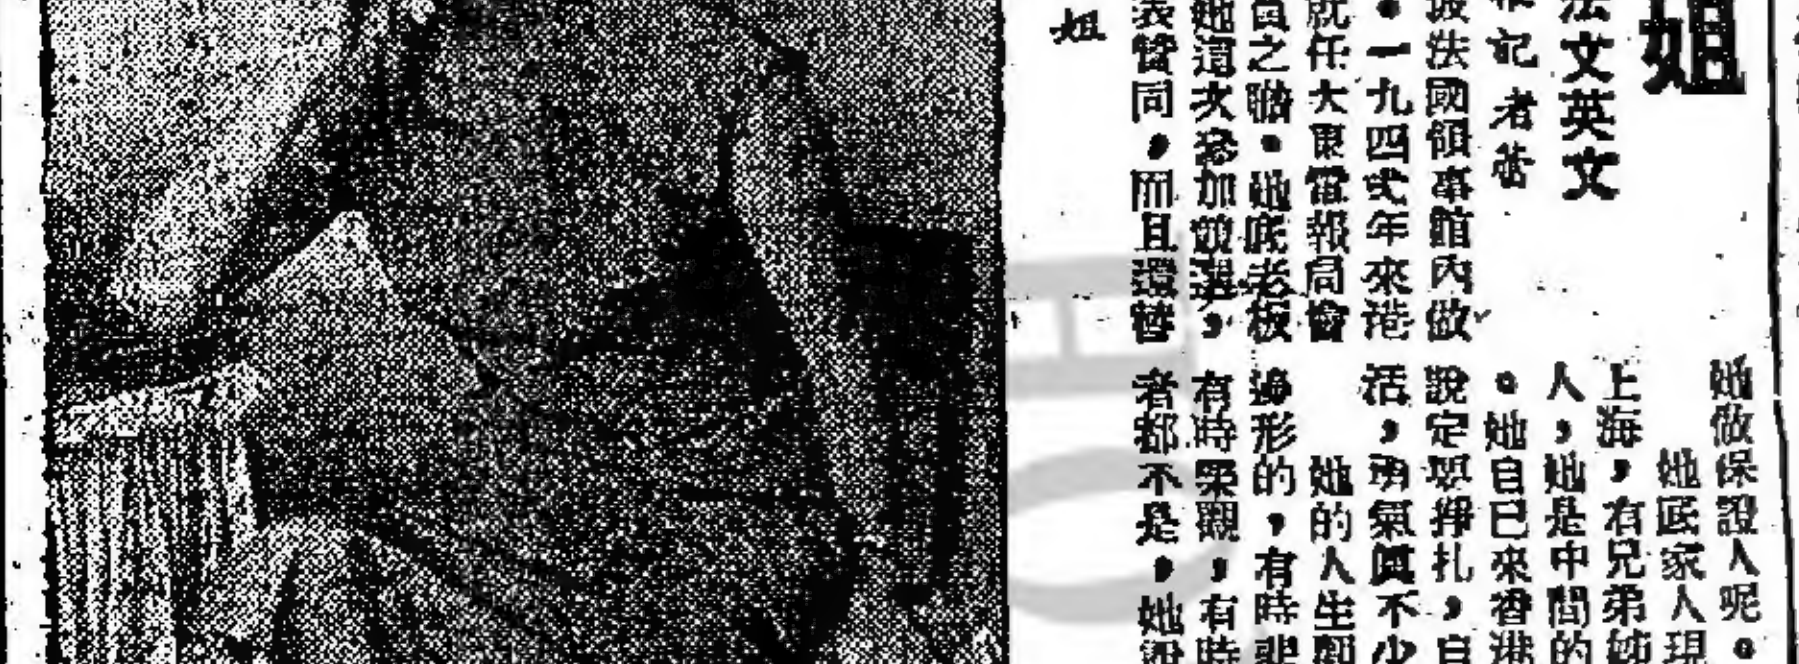 姐
法文英文
記者
被法國領事館內做
。一九四式年來港
就任大東電報局會
員之職。她底老板
她這次參加競選,
表贊同,而且還替
姐
她做保證人呢。
她底家人現
上海,有兄弟姊
人,她是中間的
。她自已來香港
說定要掙扎,自
活,勇氣真不少
她的人生觀
形的,有時
有時樂觀,有時
者都不是,她說